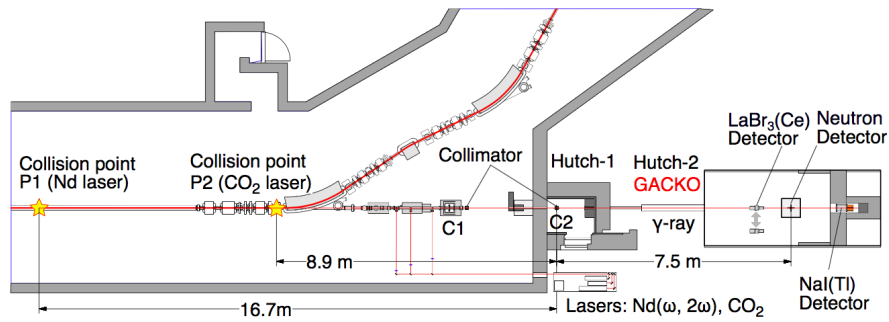 Collision point
P1 (Nd laser)
Collision point
P2 (CO₂ laser)
Collimator
Hutch-1
Hutch-2
GACKO
LaBr₃(Ce)
Detector
Neutron
Detector
C1
C2
γ-ray
8.9 m
7.5 m
NaI(Tl)
Detector
16.7m
Lasers: Nd(ω, 2ω), CO₂